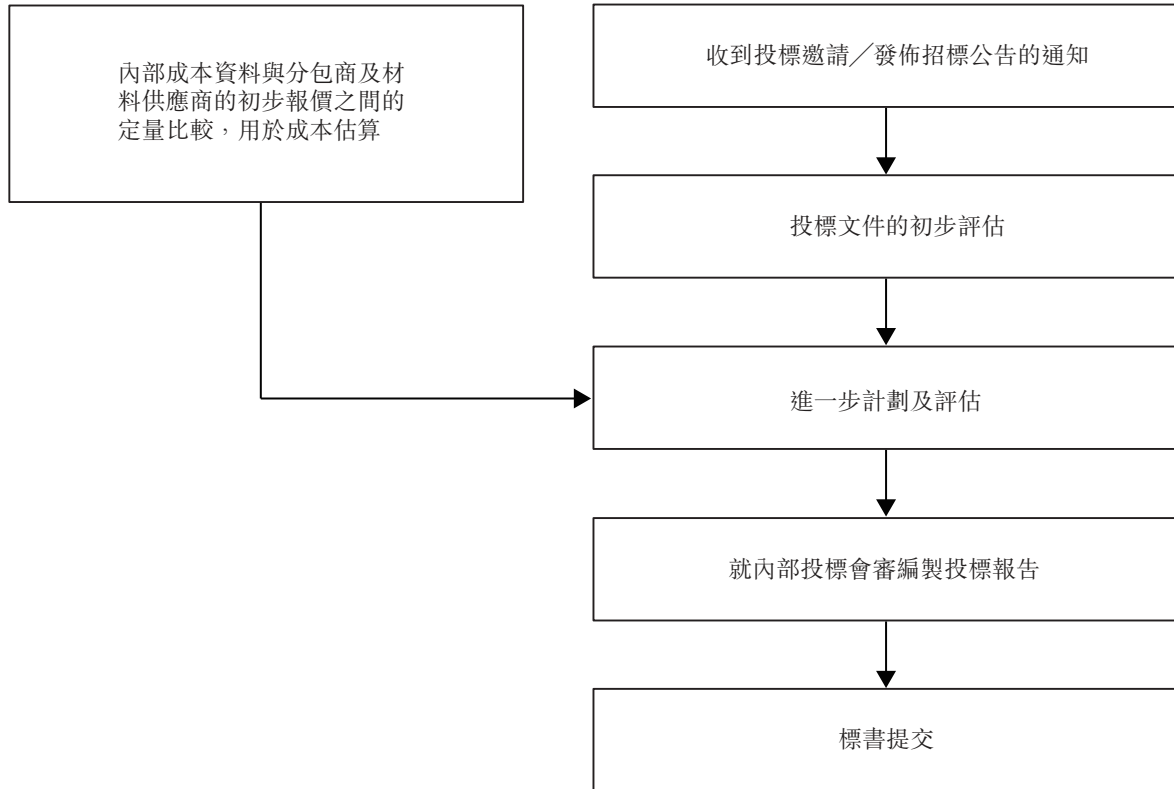 收到投標邀請／發佈招標公告的通知
內部成本資料與分包商及材
料供應商的初步報價之間的
定量比較，用於成本估算
投標文件的初步評估
進一步計劃及評估
就內部投標會審編製投標報告
標書提交